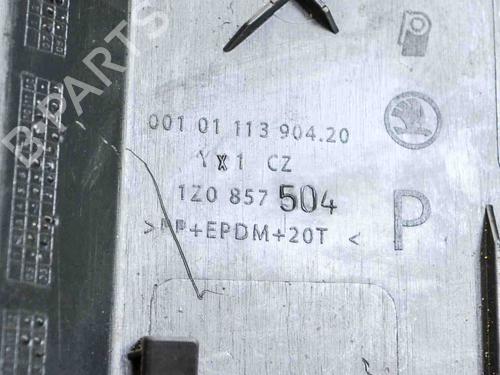 B-PARTS
001 01 113 904.20
Y X 1 CZ
1Z0 857 504
>PP+EPDM+20T <
P